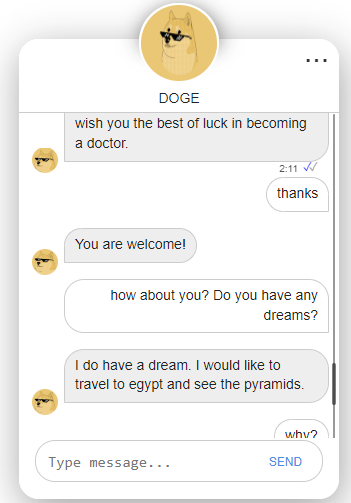 ...
DOGE
wish you the best of luck in becoming
a doctor.
2:11
thanks
You are welcome!
how about you? Do you have any
dreams?
I do have a dream. I would like to
travel to egypt and see the pyramids.
why?
Type message... SEND